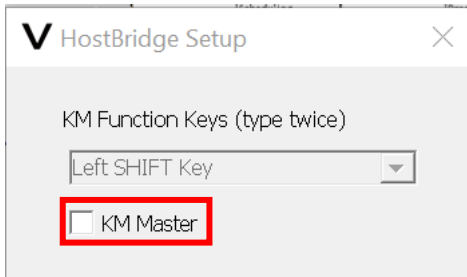 HostBridge Setup
KM Function Keys (type twice)
Left SHIFT Key
KM Master